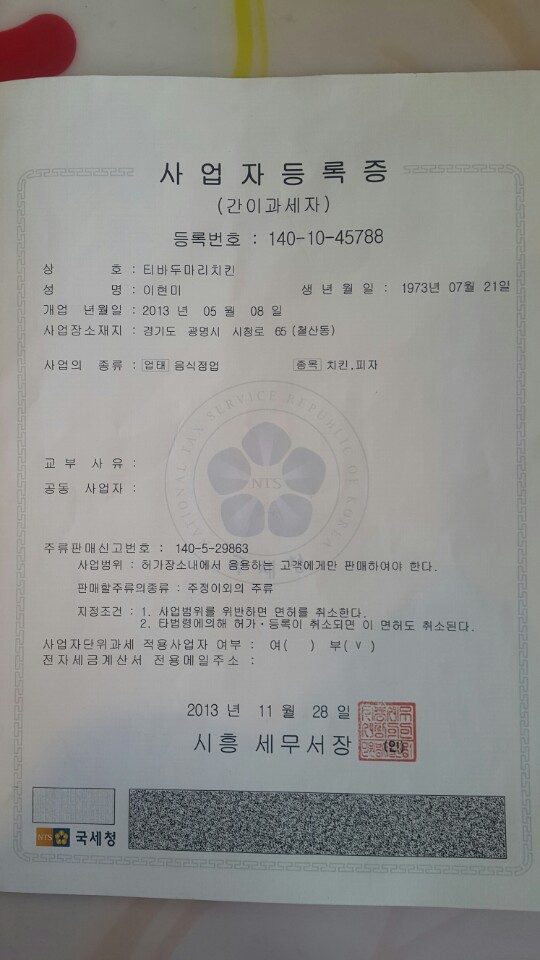 사업자등록증
(간이과세자)
등록번호 : 140-10-45788
상 호 : 티바두마리치킨
성 명 : 이현미 생 년 월 일 : 1973년 07월 21일
개업 년월일 : 2013 년 05 월 08 일
사업장소재지 : 경기도 광명시 시청로 65 (철산동)
사업의 종류 : 업태 음식점업 종목 치킨,피자
NATIONAL TAX SERVICE REPUBLIC OF KOREA
NTS
교 부 사 유 :
공동 사업자 :
주류판매신고번호 : 140-5-29863
사업범위 : 허가장소내에서 음용하는 고객에게만 판매하여야 한다.
판매할주류의종류 : 주정이외의 주류
지정조건 : 1. 사업범위를 위반하면 면허를 취소한다.
2. 타법령에의해 허가·등록이 취소되면 이 면허도 취소된다.
사업자단위과세 적용사업자 여부 : 여( ) 부( v )
전자세금계산서 전용메일주소 :
2013 년 11 월 28 일
시흥 세무서장 (인)
NTS 국세청